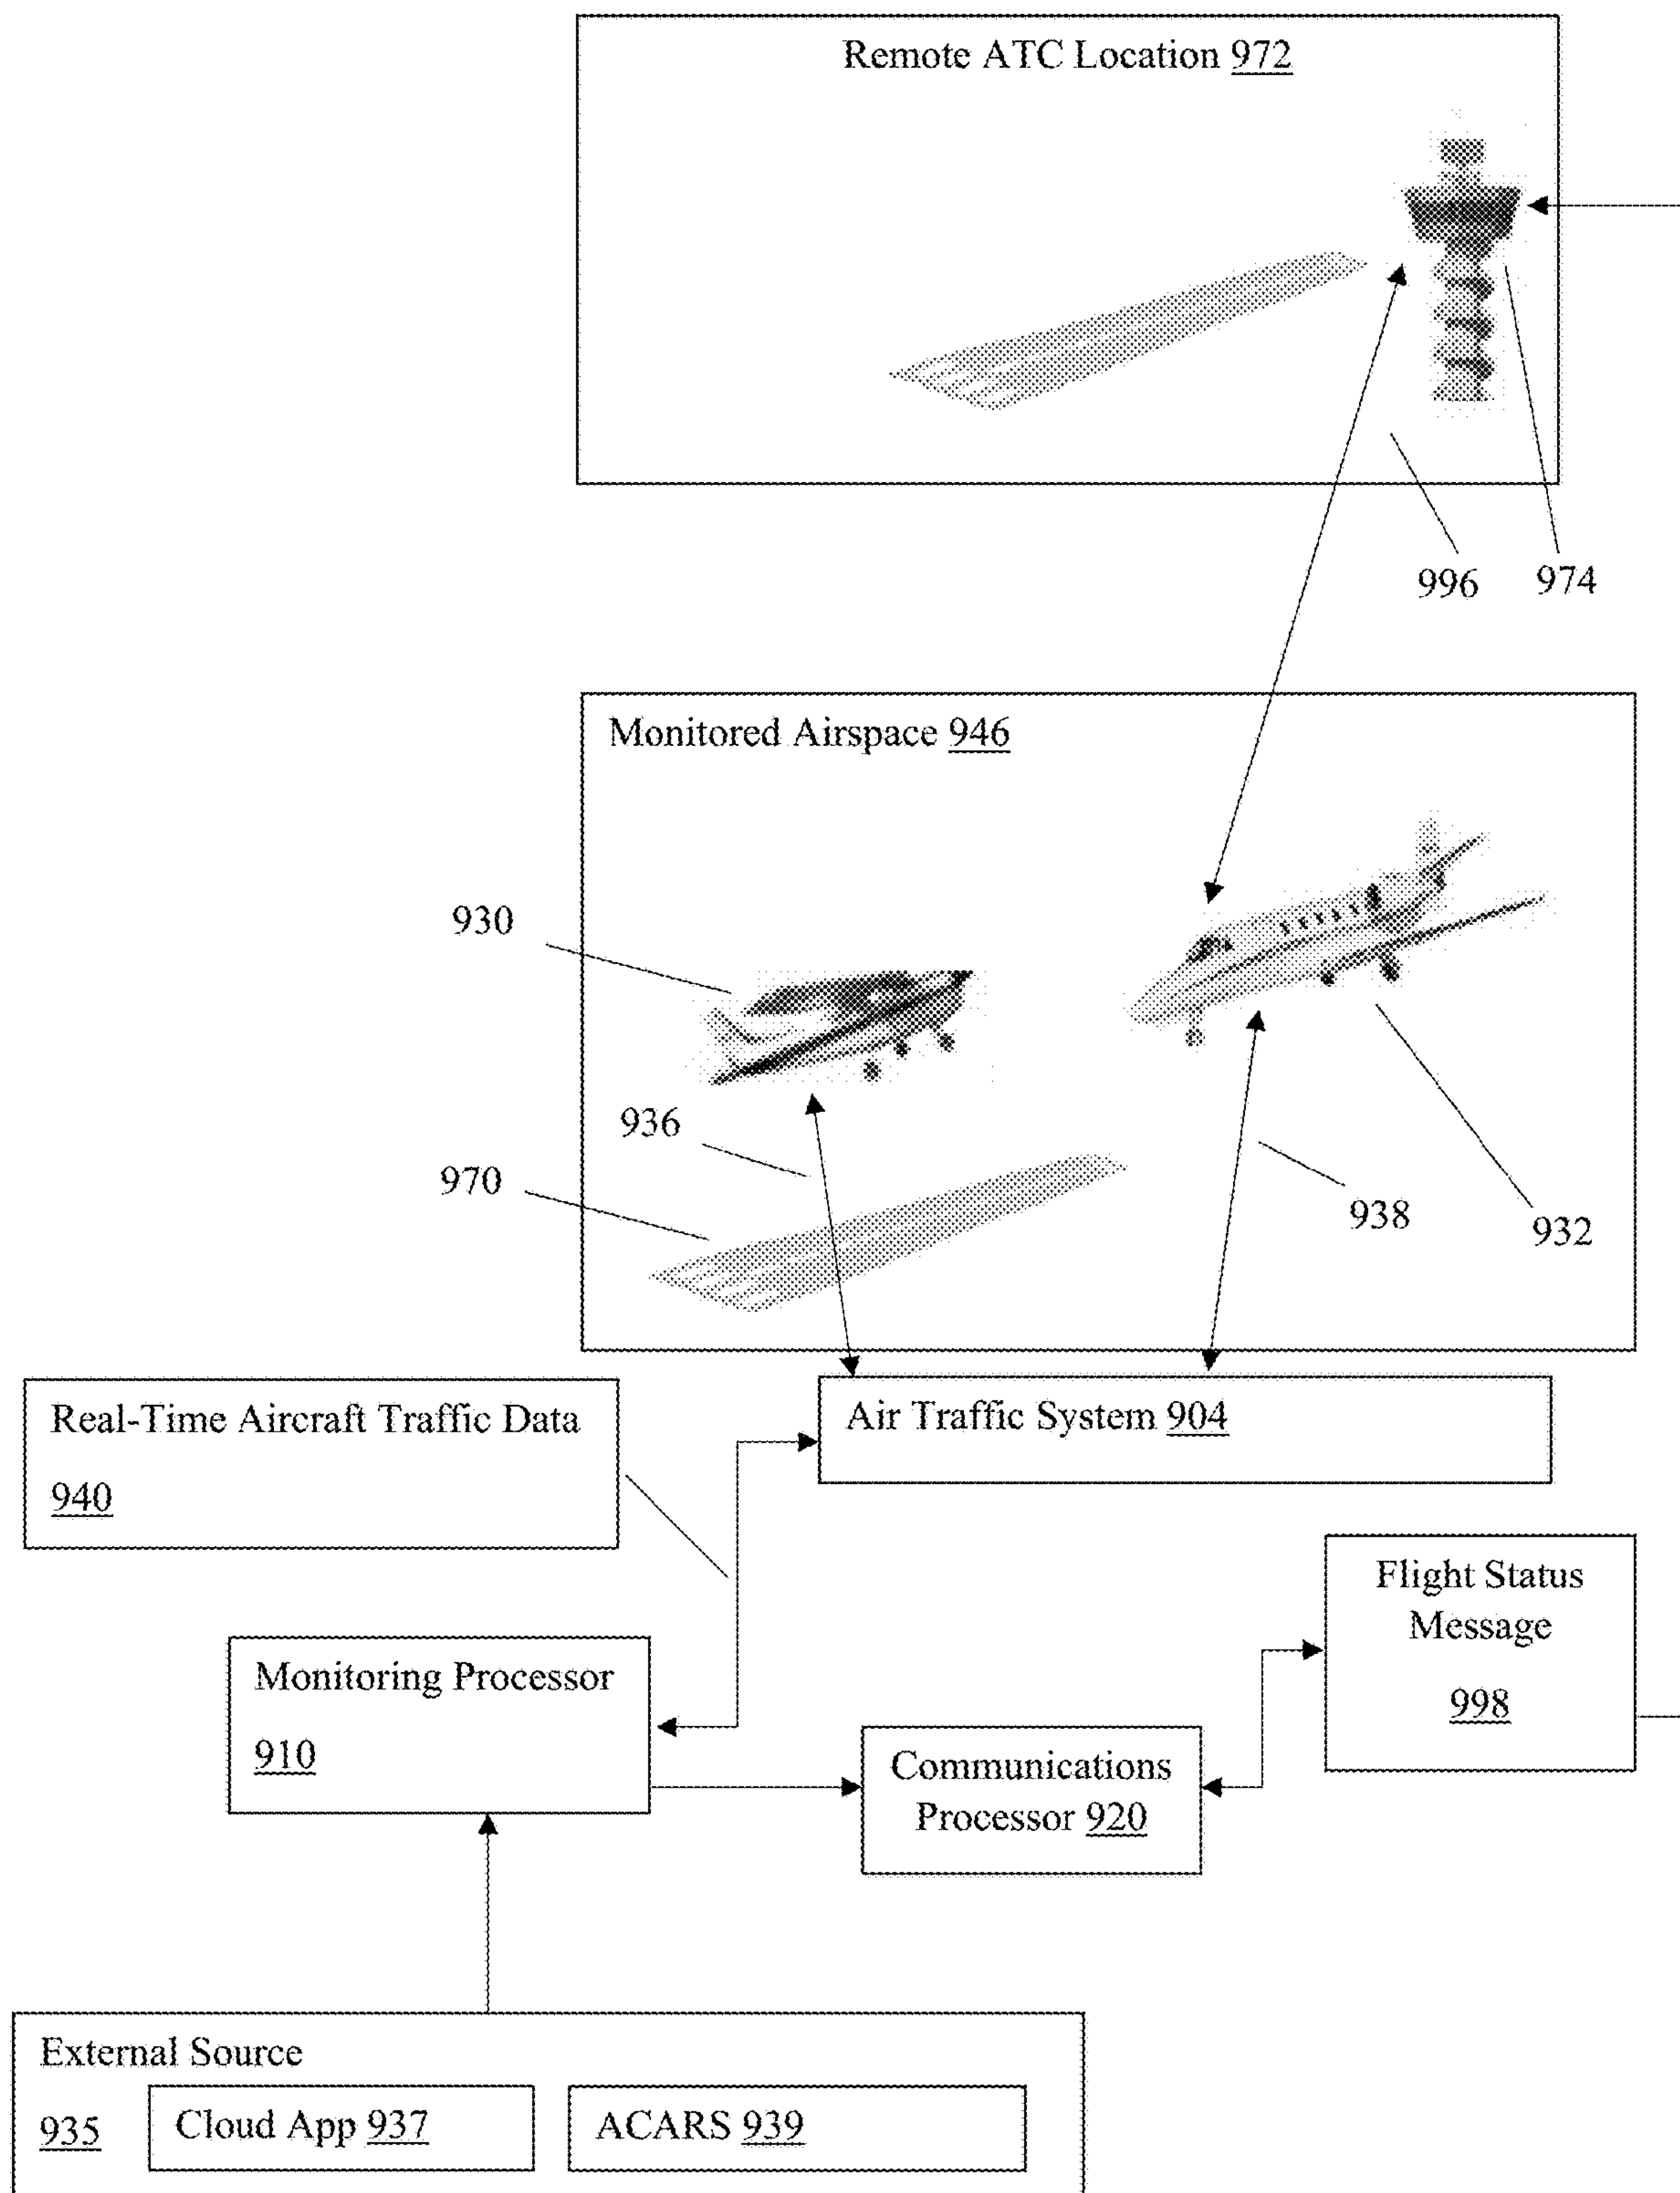 Remote ATC Location 972
996
974
Monitored Airspace 946
930
936
970
938
932
Real-Time Aircraft Traffic Data
940
Air Traffic System 904
Flight Status
Message
998
Monitoring Processor
910
Communications
Processor 920
External Source
935
Cloud App 937
ACARS 939